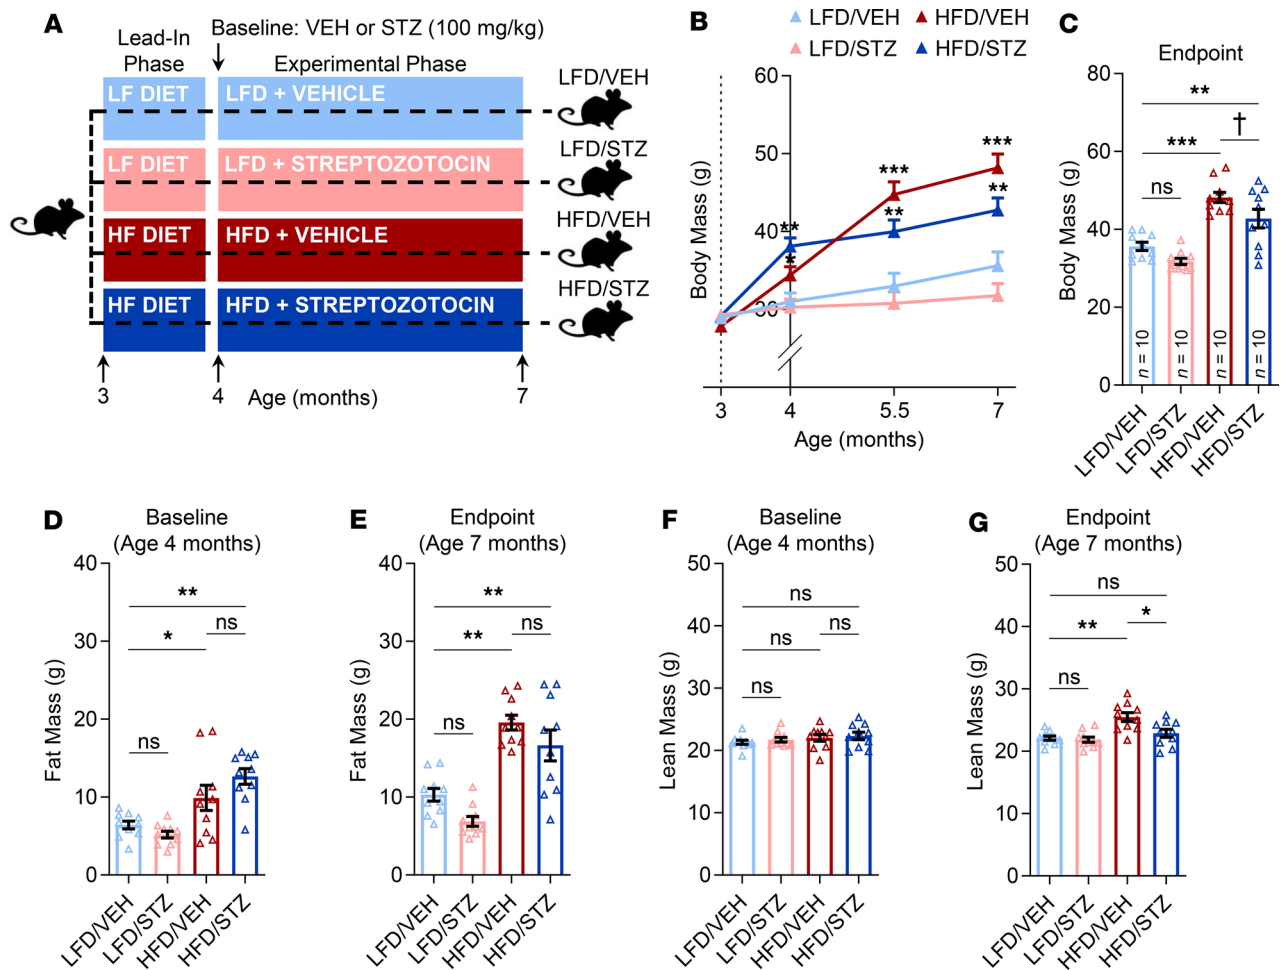 A
Baseline: VEH or STZ (100 mg/kg)
Lead-In
Phase
Experimental Phase
LF DIET
LFD + VEHICLE
LFD/VEH
LF DIET
LFD + STREPTOZOTOCIN
LFD/STZ
HF DIET
HFD + VEHICLE
HFD/VEH
HF DIET
HFD + STREPTOZOTOCIN
HFD/STZ
3
4
Age (months)
7
B
LFD/VEH
HFD/VEH
LFD/STZ
HFD/STZ
Body Mass (g)
60
50
40
30
***
***
**
**
**
*
3
4
5.5
7
Age (months)
C
Endpoint
Body Mass (g)
80
60
40
20
0
**
†
***
ns
n = 10
n = 10
n = 10
n = 10
LFD/VEH
LFD/STZ
HFD/VEH
HFD/STZ
D
Baseline
(Age 4 months)
Fat Mass (g)
40
30
20
10
0
**
*
ns
ns
LFD/VEH
LFD/STZ
HFD/VEH
HFD/STZ
E
Endpoint
(Age 7 months)
Fat Mass (g)
40
30
20
10
0
**
**
ns
ns
LFD/VEH
LFD/STZ
HFD/VEH
HFD/STZ
F
Baseline
(Age 4 months)
Lean Mass (g)
50
40
30
20
10
0
ns
ns
ns
ns
LFD/VEH
LFD/STZ
HFD/VEH
HFD/STZ
G
Endpoint
(Age 7 months)
Lean Mass (g)
50
40
30
20
10
0
ns
**
*
ns
LFD/VEH
LFD/STZ
HFD/VEH
HFD/STZ